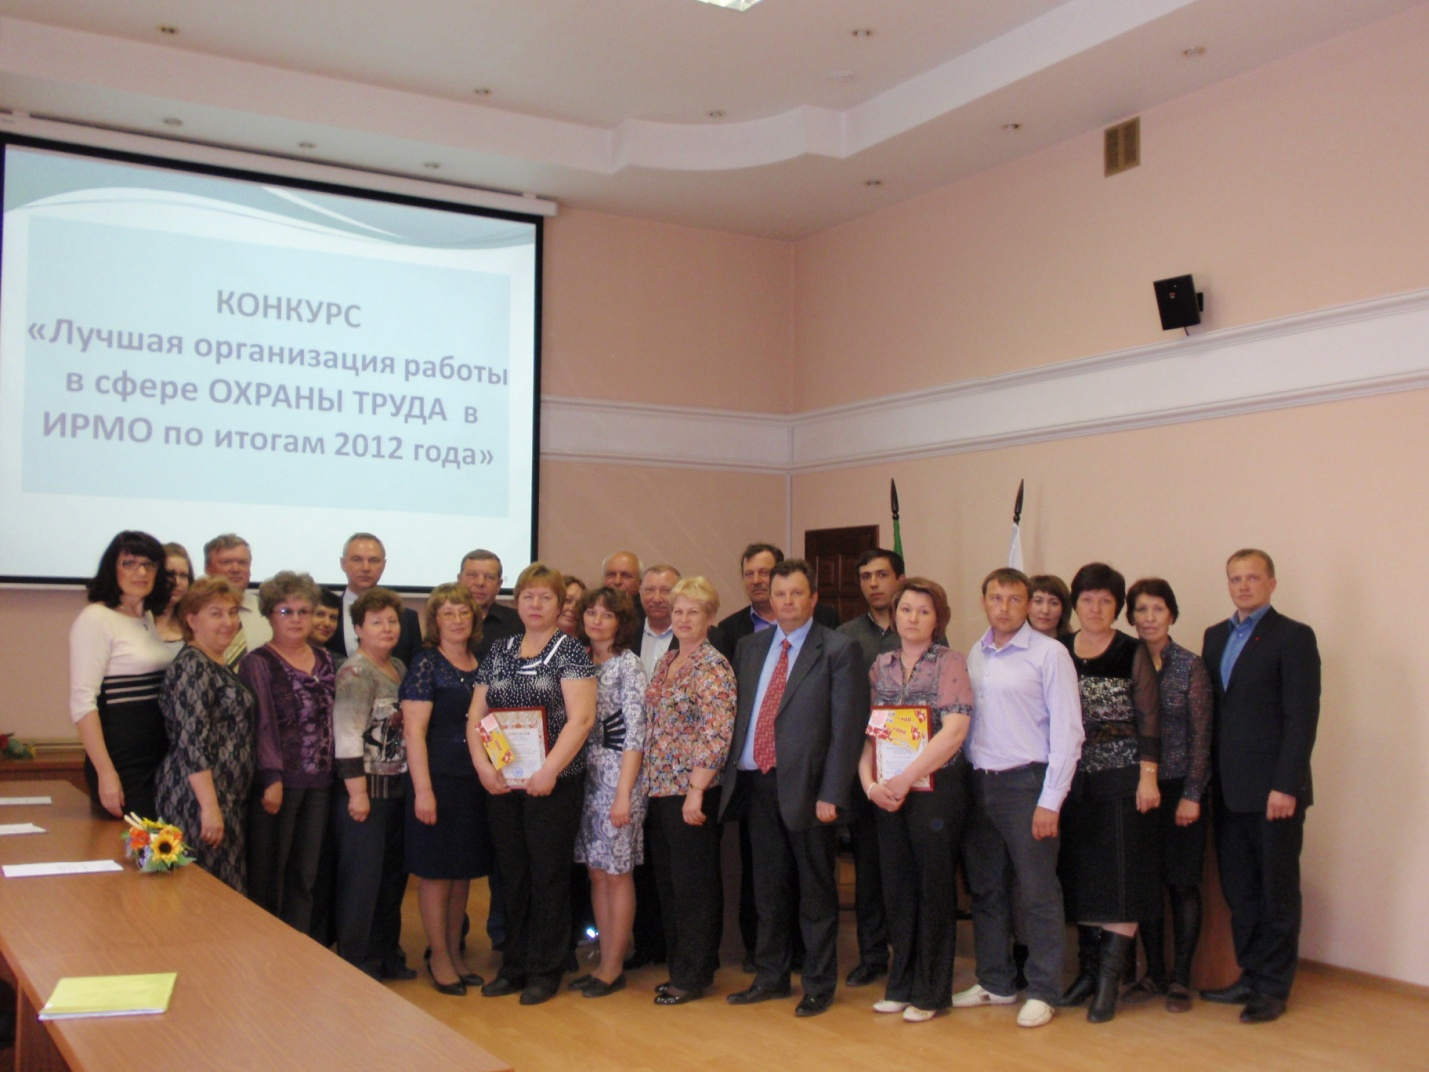 КОНКУРС
«Лучшая организация работы
в сфере ОХРАНЫ ТРУДА в
ИРМО по итогам 2012 года»